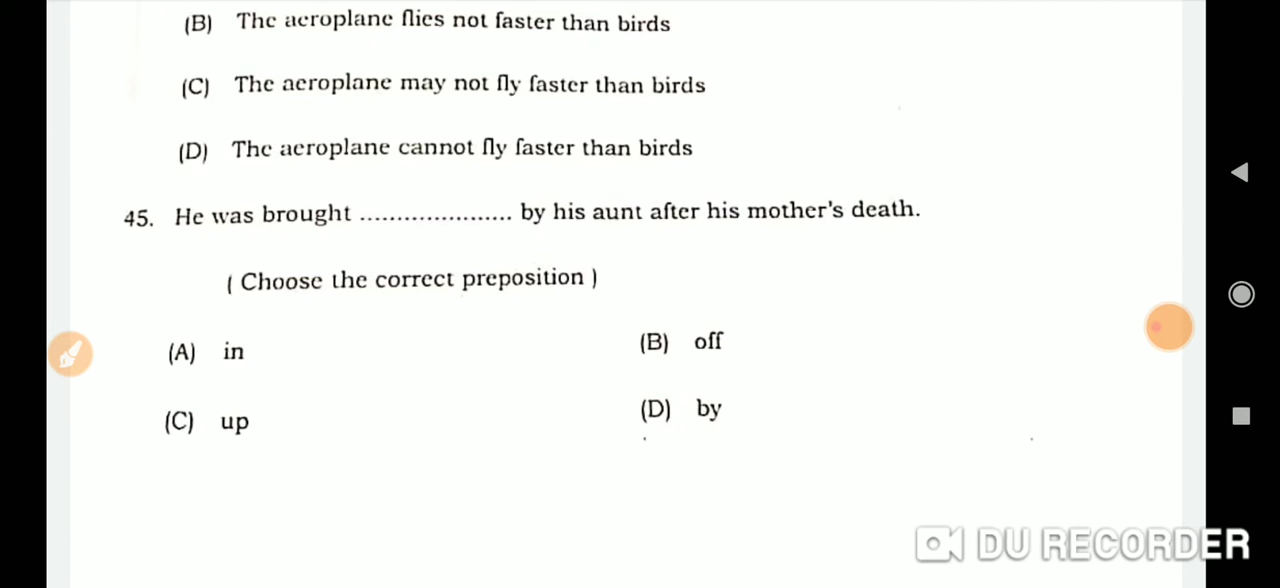 (B) The aeroplane flies not faster than birds
(C) The aeroplane may not fly faster than birds
(D) The aeroplane cannot fly faster than birds
45. He was brought ..................... by his aunt after his mother's death.
( Choose the correct preposition )
(A) in (B) off
(C) up (D) by
DU RECORDER